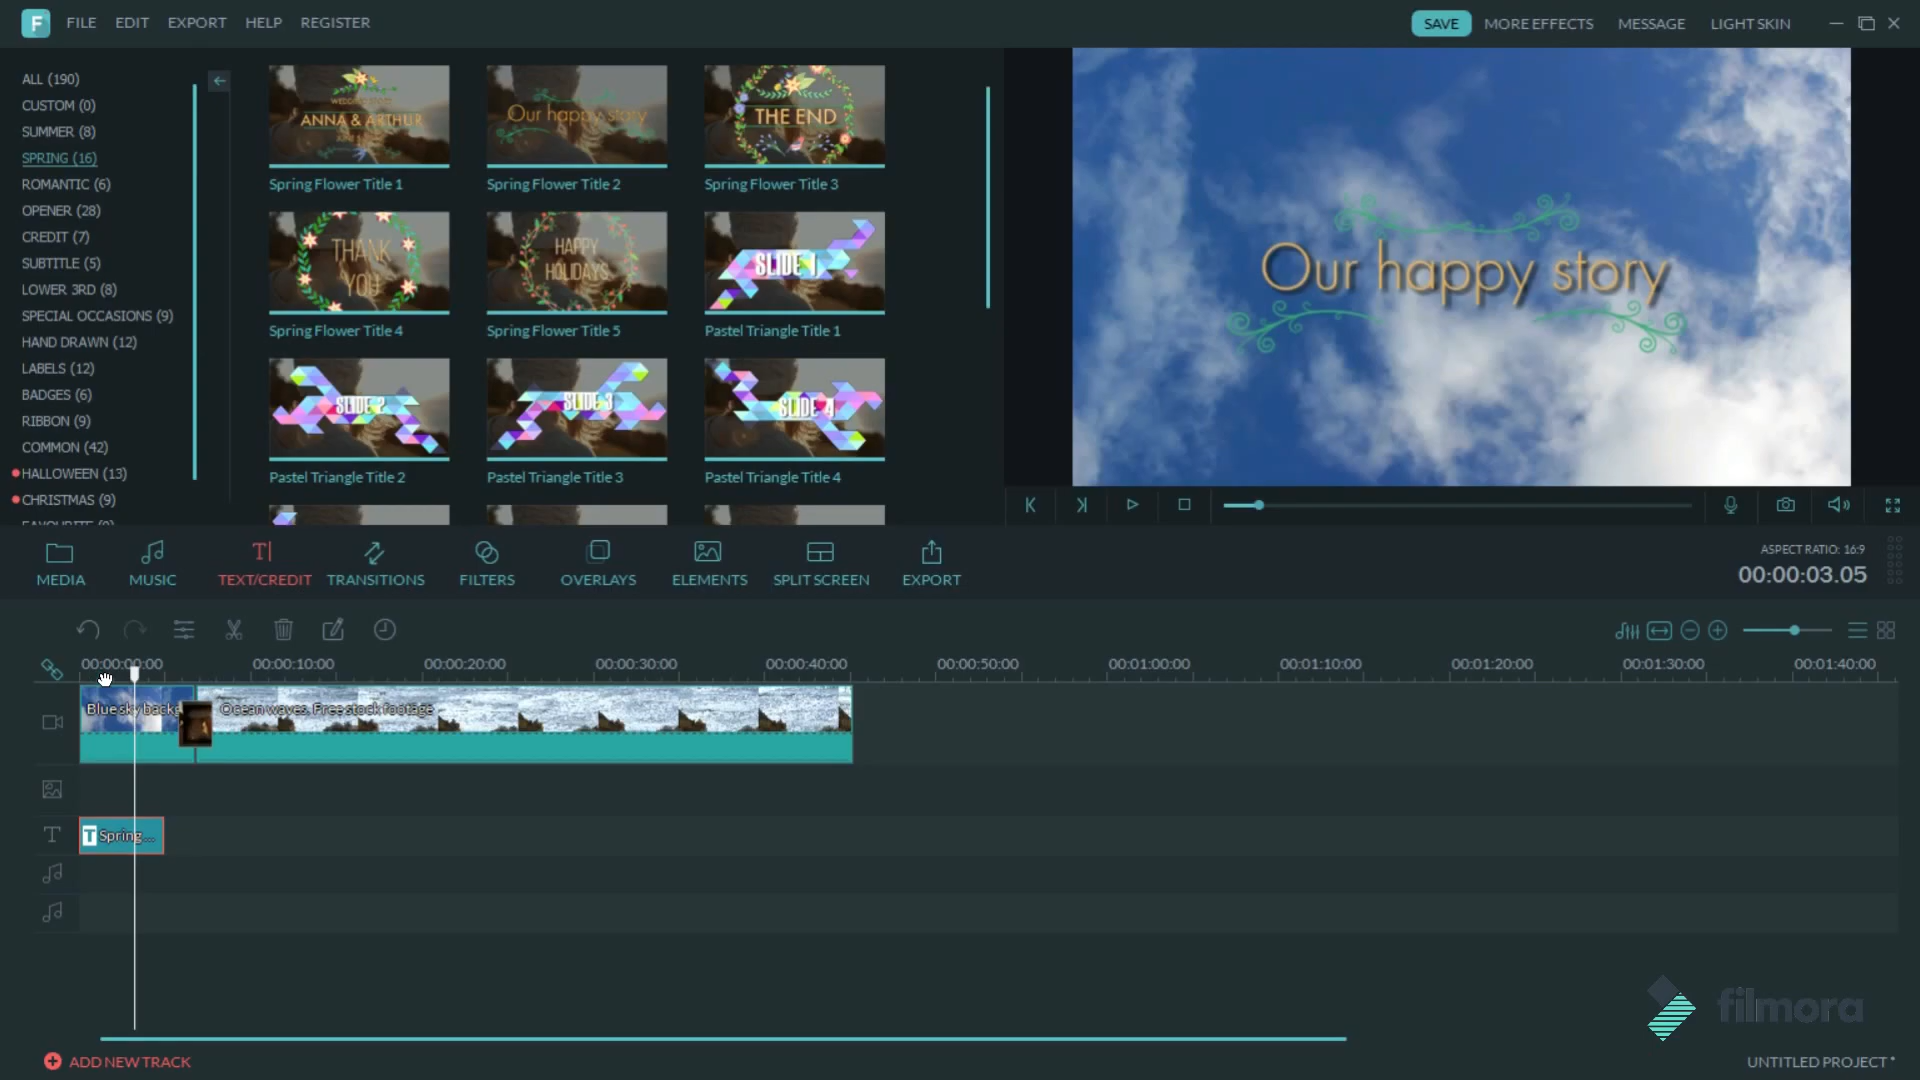 F FILE EDIT EXPORT HELP REGISTER SAVE MORE EFFECTS MESSAGE LIGHT SKIN
ALL (190)
CUSTOM (0)
SUMMER (8)
SPRING (16)
ROMANTIC (6)
OPENER (28)
CREDIT (7)
SUBTITLE (5)
LOWER 3RD (8)
SPECIAL OCCASIONS (9)
HAND DRAWN (12)
LABELS (12)
BADGES (6)
RIBBON (9)
COMMON (42)
HALLOWEEN (13)
CHRISTMAS (9)
ANNA & ARTHUR
Our happy story
THE END
Spring Flower Title 1
Spring Flower Title 2
Spring Flower Title 3
THANK
YOU
HAPPY
HOLIDAYS
SLIDE 1
Spring Flower Title 4
Spring Flower Title 5
Pastel Triangle Title 1
SLIDE 2
SLIDE 3
SLIDE 4
Pastel Triangle Title 2
Pastel Triangle Title 3
Pastel Triangle Title 4
Our happy story
MEDIA
MUSIC
TEXT/CREDIT
TRANSITIONS
FILTERS
OVERLAYS
ELEMENTS
SPLIT SCREEN
EXPORT
ASPECT RATIO: 16:9
00:00:03.05
00:00:00:00 00:00:10:00 00:00:20:00 00:00:30:00 00:00:40:00 00:00:50:00 00:01:00:00 00:01:10:00 00:01:20:00 00:01:30:00 00:01:40:00
Blue sky backg
Ocean waves. Free stock footage
T Spring...
filmora
ADD NEW TRACK
UNTITLED PROJECT *